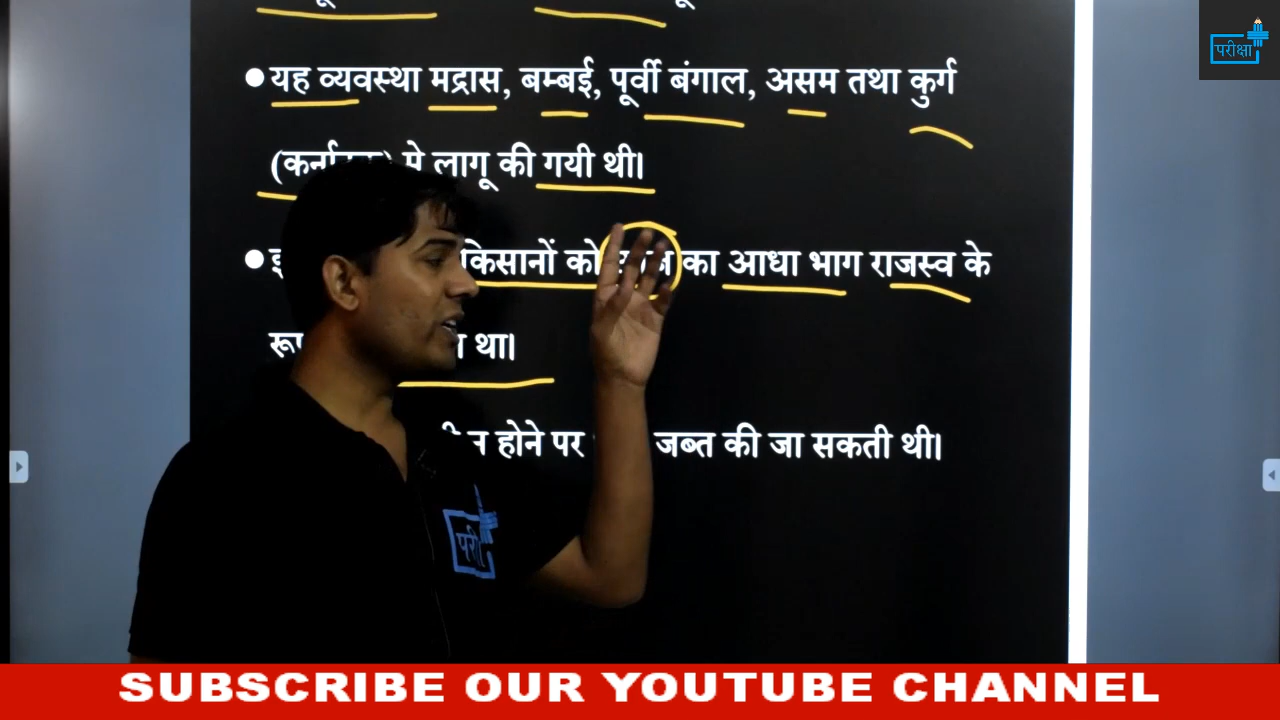 परीक्षा
यह व्यवस्था मद्रास, बम्बई, पूर्वी बंगाल, असम तथा कुर्ग
मे लागू की गयी थी।
किसानों को का आधा भाग राजस्व के
था।
न होने पर जब्त की जा सकती थी।
SUBSCRIBE OUR YOUTUBE CHANNEL